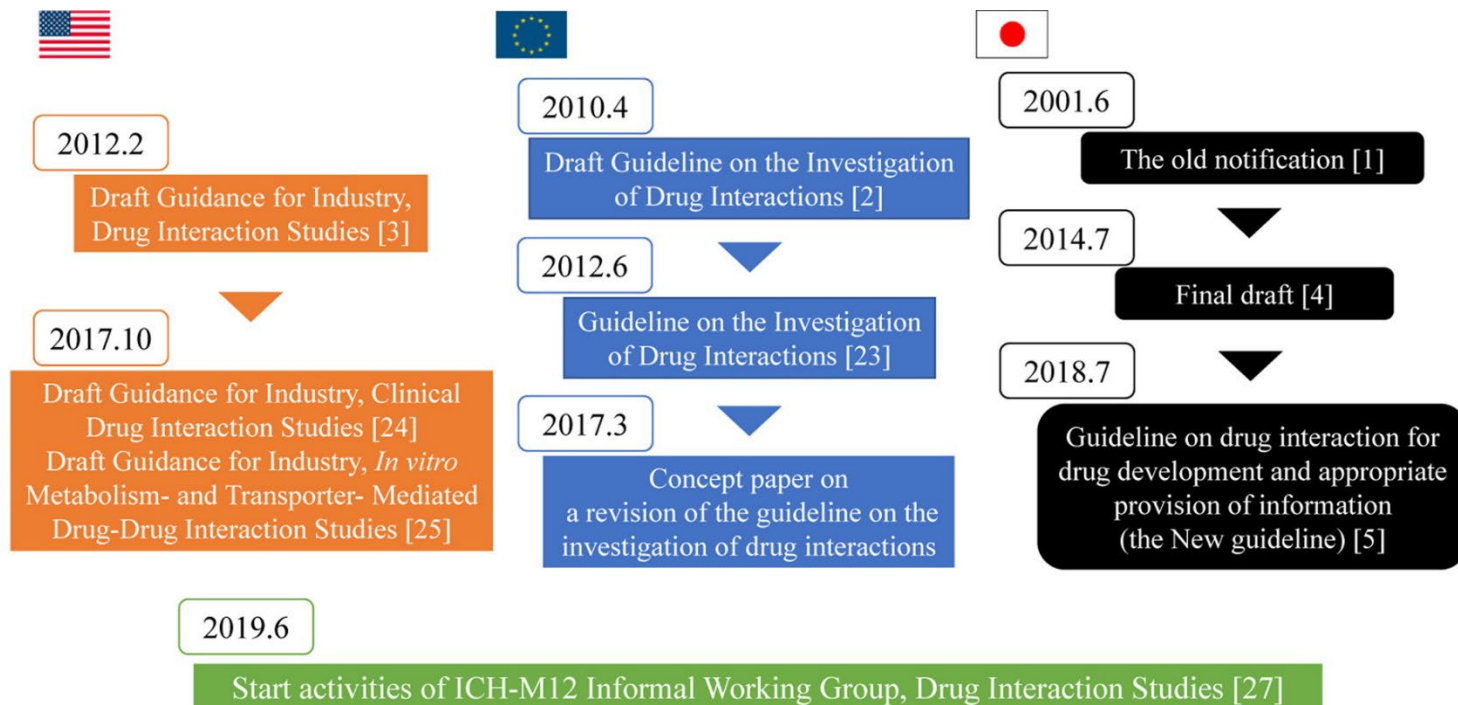 2012.2
Draft Guidance for Industry,
Drug Interaction Studies [3]
2017.10
Draft Guidance for Industry, Clinical
Drug Interaction Studies [24]
Draft Guidance for Industry, In vitro
Metabolism- and Transporter- Mediated
Drug-Drug Interaction Studies [25]
2010.4
Draft Guideline on the Investigation
of Drug Interactions [2]
2012.6
Guideline on the Investigation
of Drug Interactions [23]
2017.3
Concept paper on
a revision of the guideline on the
investigation of drug interactions
2001.6
The old notification [1]
2014.7
Final draft [4]
2018.7
Guideline on drug interaction for
drug development and appropriate
provision of information
(the New guideline) [5]
2019.6
Start activities of ICH-M12 Informal Working Group, Drug Interaction Studies [27]